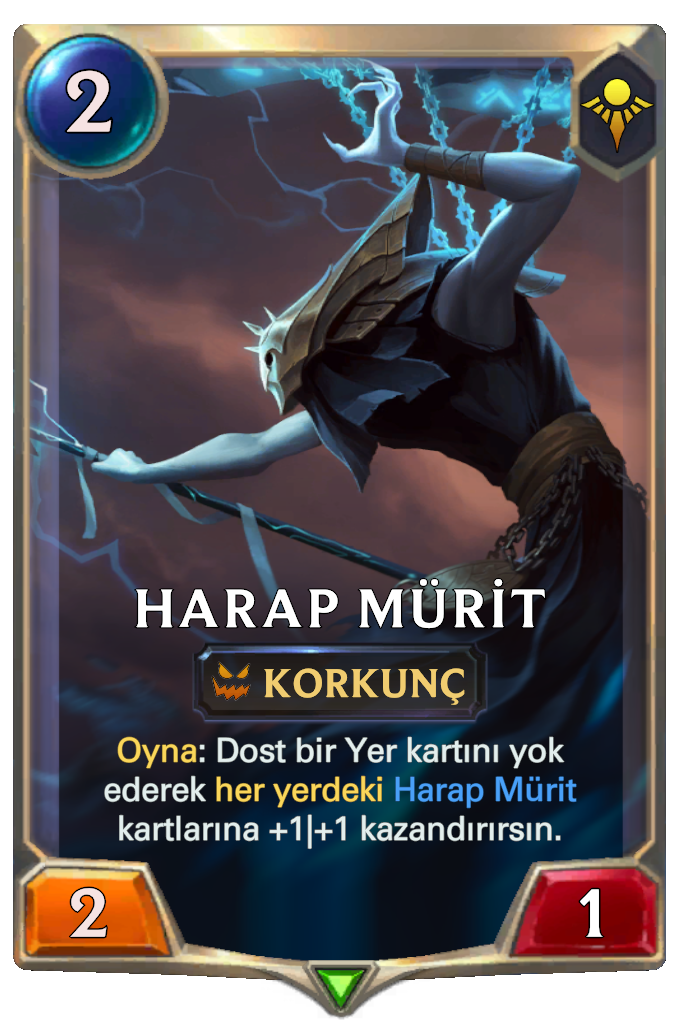 2
HARAP MÜRİT
KORKUNÇ
Oyna: Dost bir Yer kartını yok
ederek her yerdeki Harap Mürit
kartlarına +1|+1 kazandırırsın.
2
1